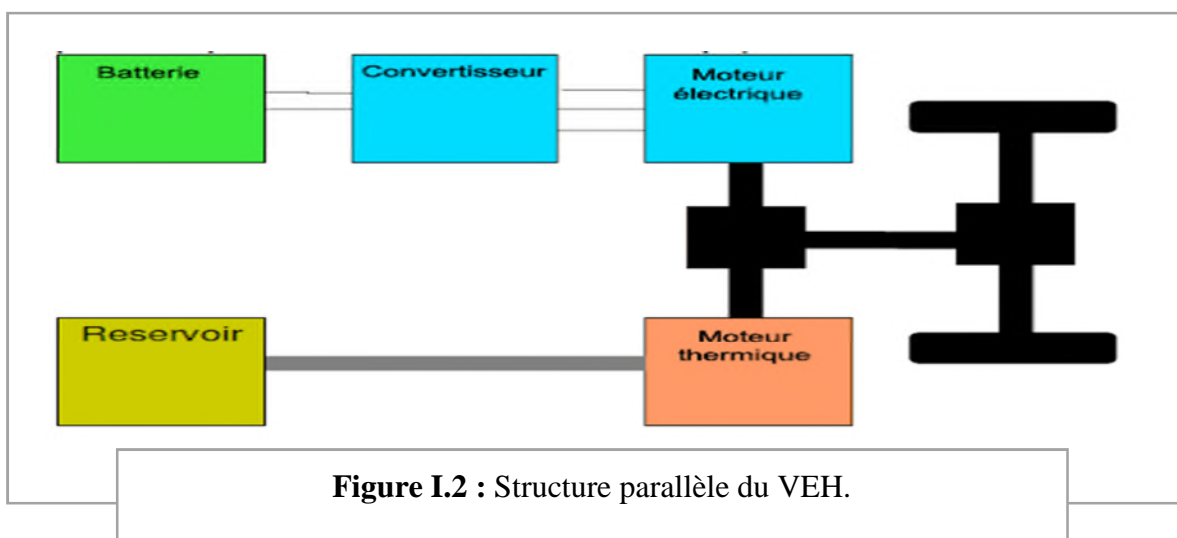 Batterie
Convertisseur
Moteur
électrique
Reservoir
Moteur
thermique
Figure I.2 : Structure parallèle du VEH.